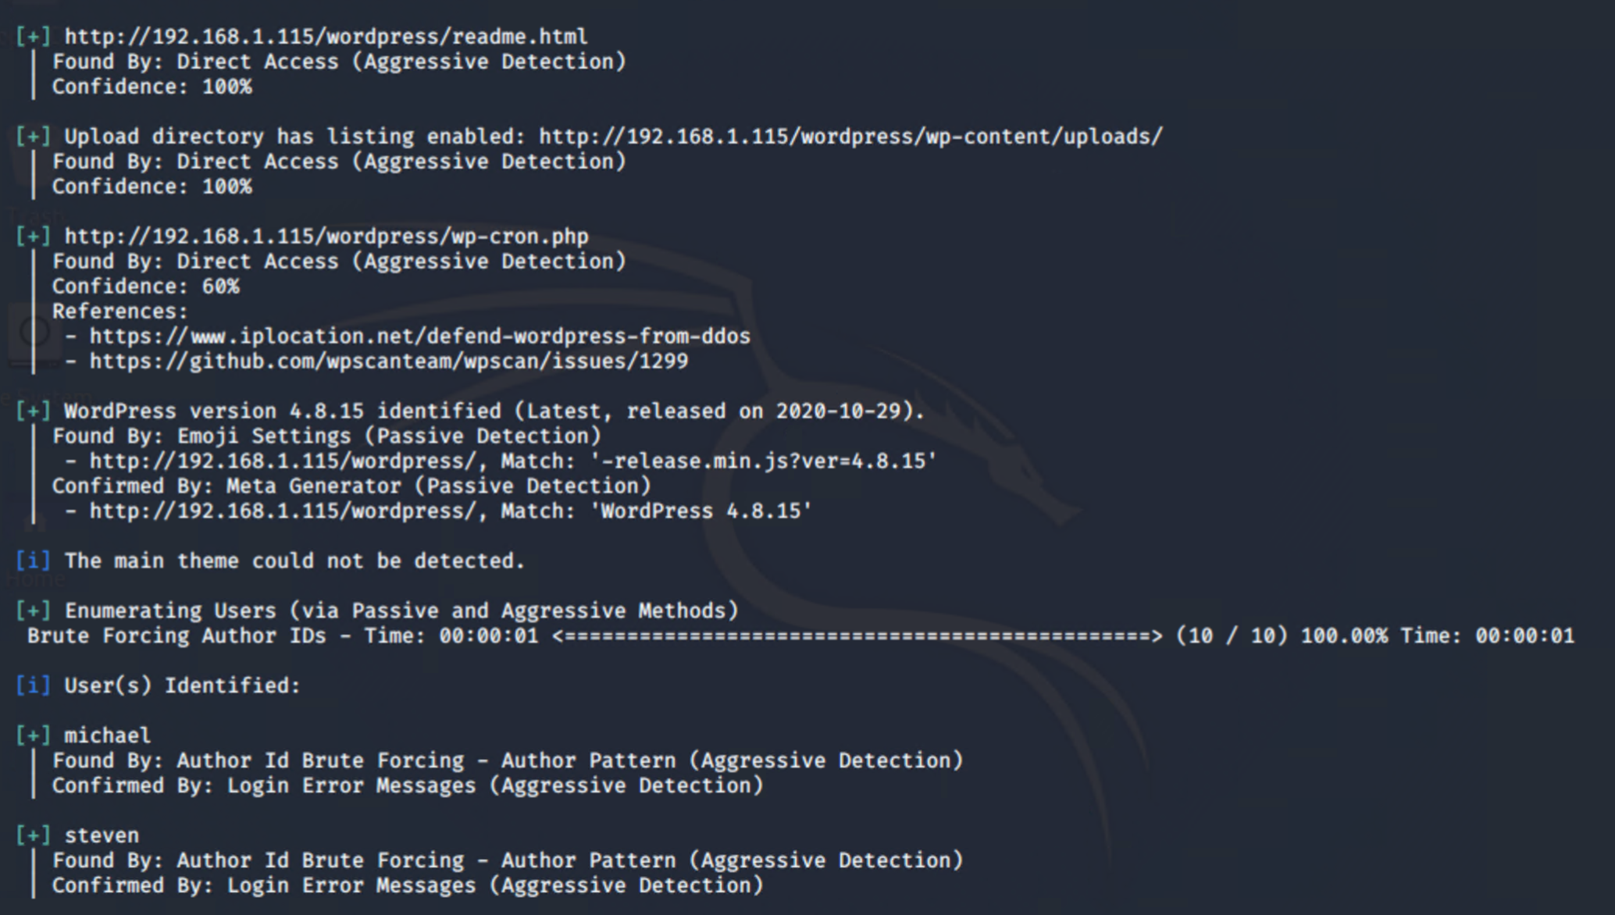 [+] http://192.168.1.115/wordpress/readme.html
| Found By: Direct Access (Aggressive Detection)
| Confidence: 100%
[+] Upload directory has listing enabled: http://192.168.1.115/wordpress/wp-content/uploads/
| Found By: Direct Access (Aggressive Detection)
| Confidence: 100%
[+] http://192.168.1.115/wordpress/wp-cron.php
| Found By: Direct Access (Aggressive Detection)
| Confidence: 60%
| References:
|  - https://www.iplocation.net/defend-wordpress-from-ddos
|  - https://github.com/wpscanteam/wpscan/issues/1299
[+] WordPress version 4.8.15 identified (Latest, released on 2020-10-29).
| Found By: Emoji Settings (Passive Detection)
|  - http://192.168.1.115/wordpress/, Match: '-release.min.js?ver=4.8.15'
| Confirmed By: Meta Generator (Passive Detection)
|  - http://192.168.1.115/wordpress/, Match: 'WordPress 4.8.15'
[i] The main theme could not be detected.
Home
[+] Enumerating Users (via Passive and Aggressive Methods)
Brute Forcing Author IDs - Time: 00:00:01 <===============================================> (10 / 10) 100.00% Time: 00:00:01
[i] User(s) Identified:
[+] michael
| Found By: Author Id Brute Forcing - Author Pattern (Aggressive Detection)
| Confirmed By: Login Error Messages (Aggressive Detection)
[+] steven
| Found By: Author Id Brute Forcing - Author Pattern (Aggressive Detection)
| Confirmed By: Login Error Messages (Aggressive Detection)